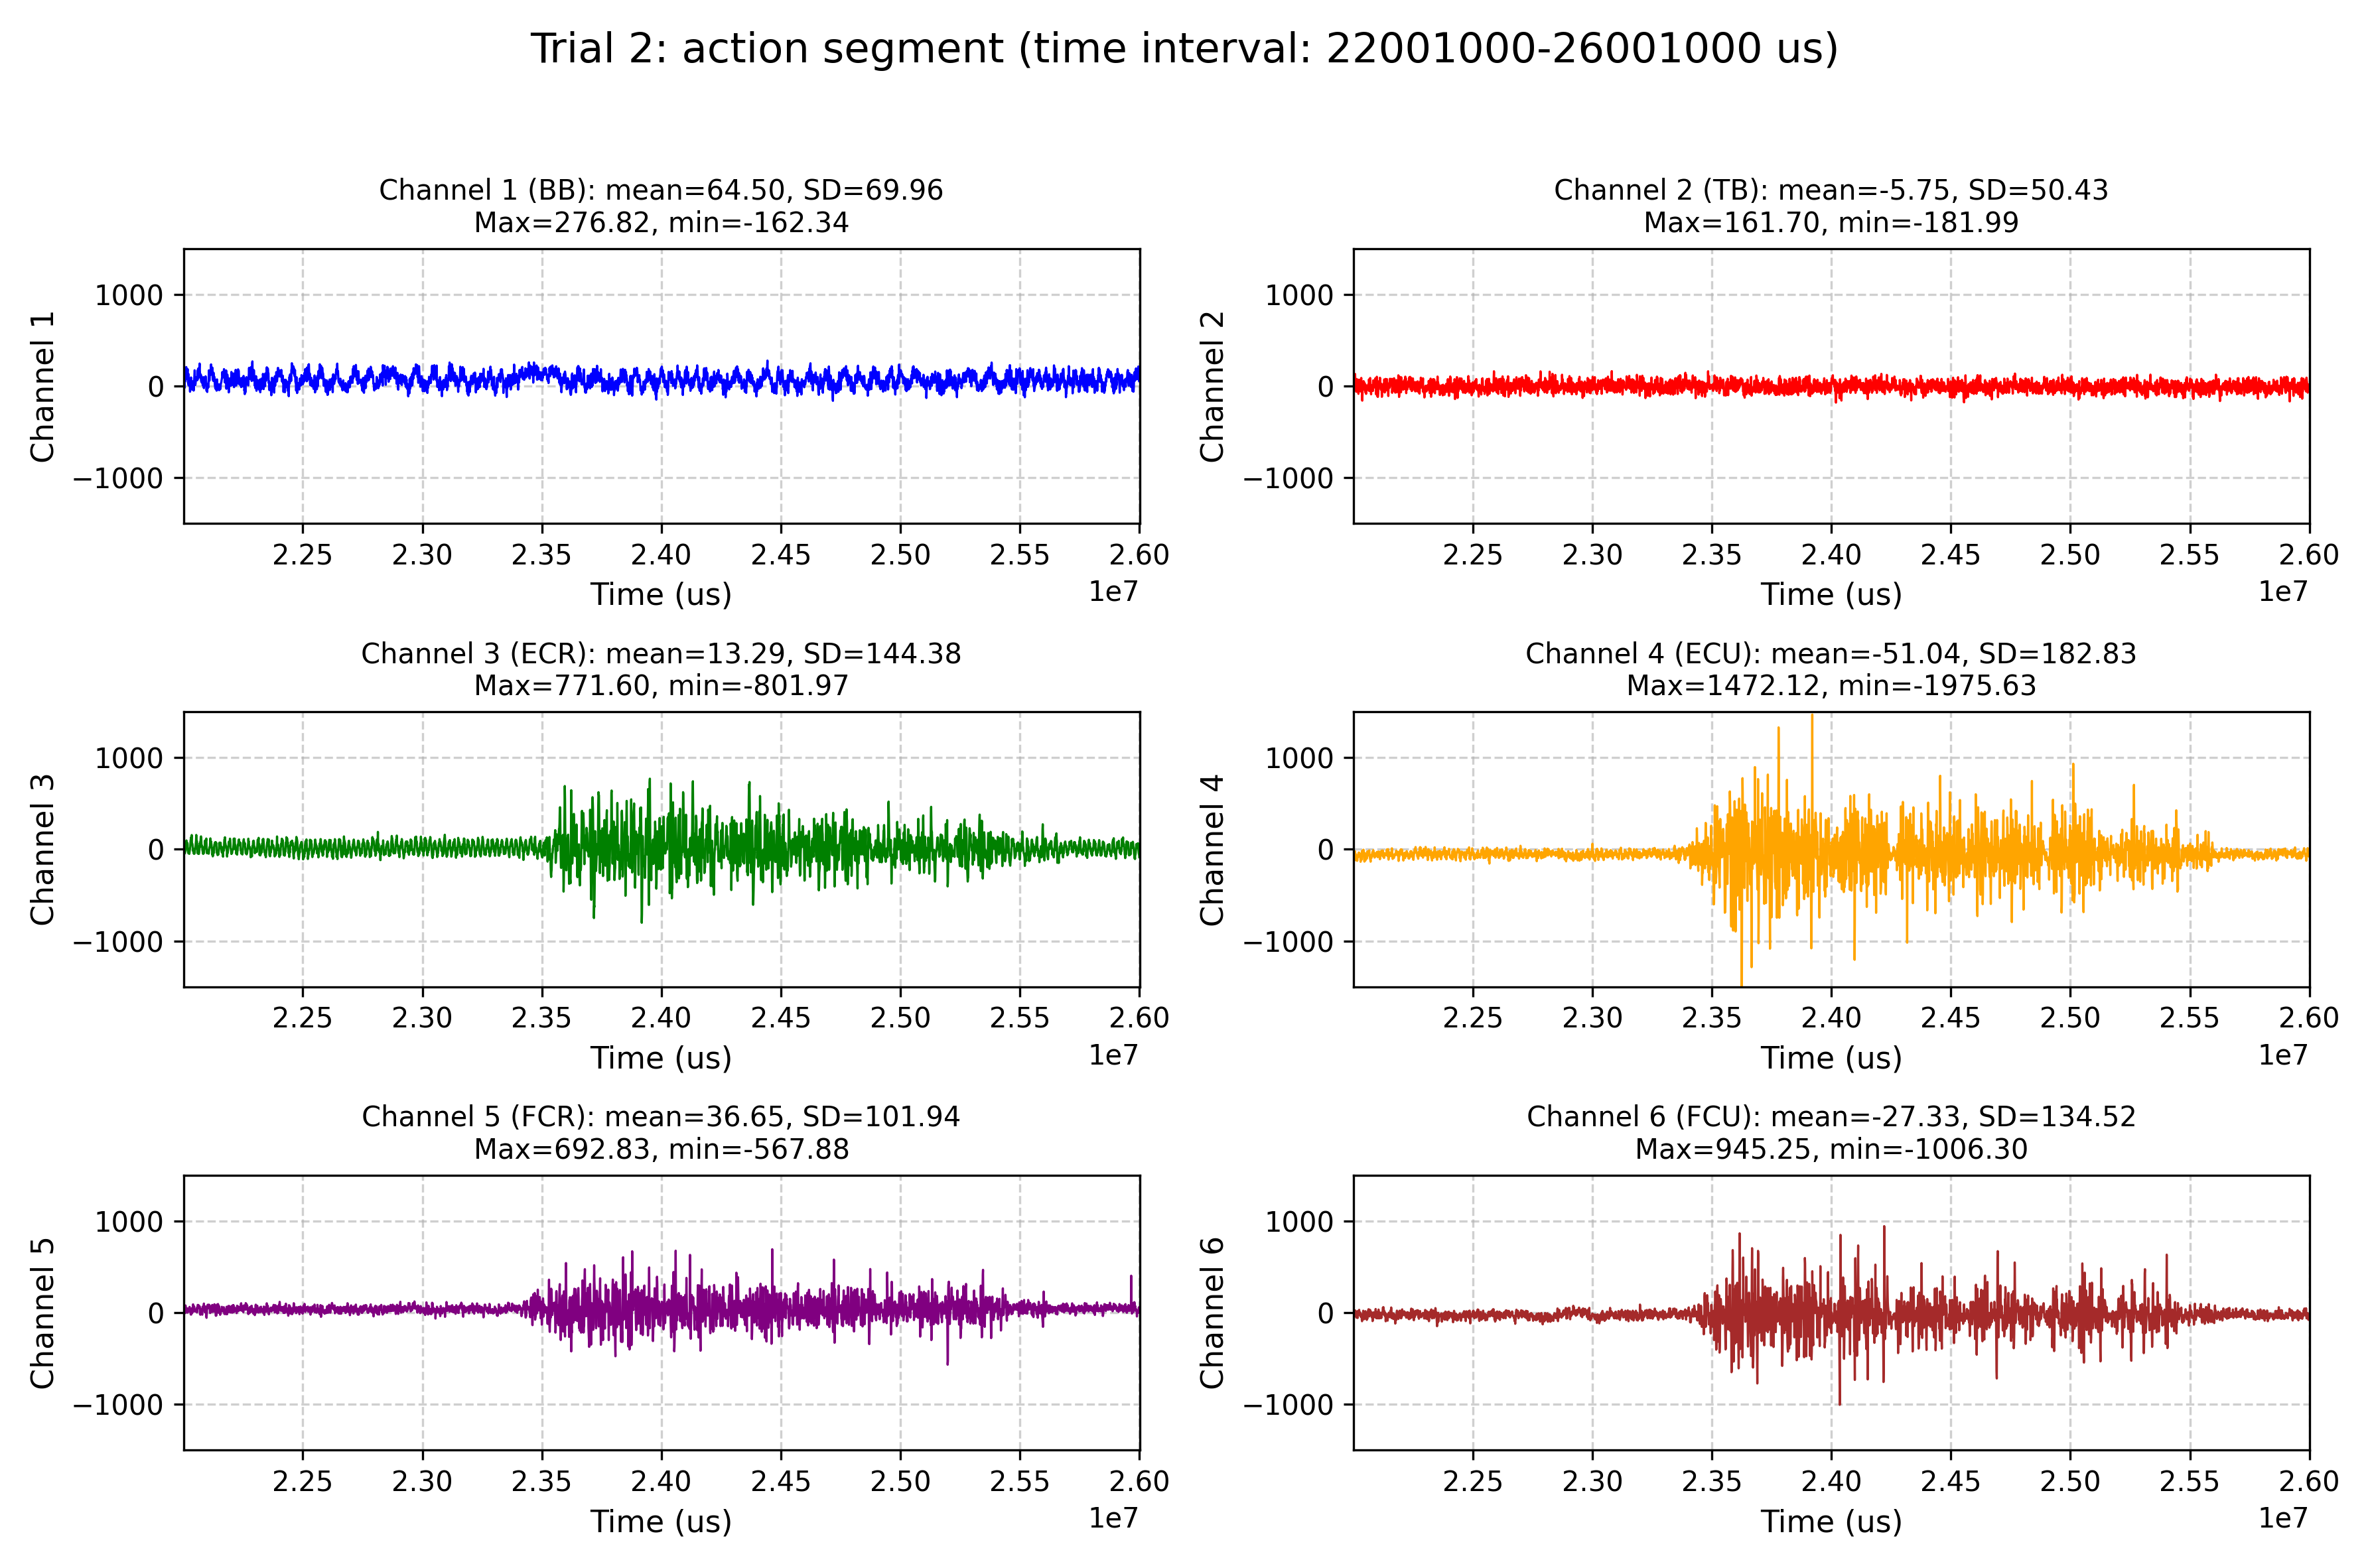 Trial 2: action segment (time interval: 22001000-26001000 us)
Channel 1 (BB): mean=64.50, SD=69.96
Max=276.82, min=-162.34
Channel 1
1000
0
−1000
2.25 2.30 2.35 2.40 2.45 2.50 2.55 2.60
Time (us)
1e7
Channel 2 (TB): mean=-5.75, SD=50.43
Max=161.70, min=-181.99
Channel 2
1000
0
−1000
2.25 2.30 2.35 2.40 2.45 2.50 2.55 2.60
Time (us)
1e7
Channel 3 (ECR): mean=13.29, SD=144.38
Max=771.60, min=-801.97
Channel 3
1000
0
−1000
2.25 2.30 2.35 2.40 2.45 2.50 2.55 2.60
Time (us)
1e7
Channel 4 (ECU): mean=-51.04, SD=182.83
Max=1472.12, min=-1975.63
Channel 4
1000
0
−1000
2.25 2.30 2.35 2.40 2.45 2.50 2.55 2.60
Time (us)
1e7
Channel 5 (FCR): mean=36.65, SD=101.94
Max=692.83, min=-567.88
Channel 5
1000
0
−1000
2.25 2.30 2.35 2.40 2.45 2.50 2.55 2.60
Time (us)
1e7
Channel 6 (FCU): mean=-27.33, SD=134.52
Max=945.25, min=-1006.30
Channel 6
1000
0
−1000
2.25 2.30 2.35 2.40 2.45 2.50 2.55 2.60
Time (us)
1e7